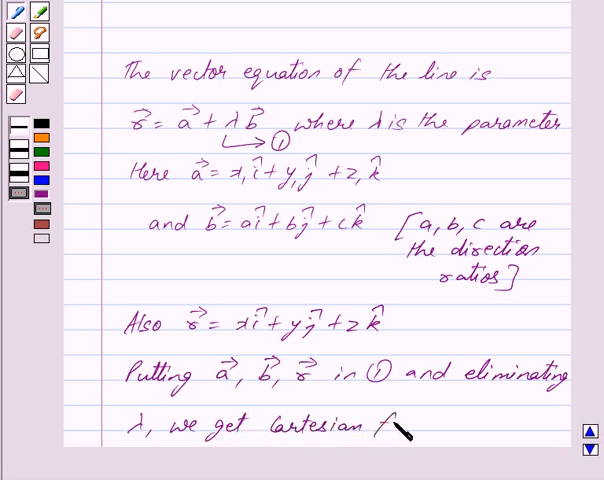 The vector equation of the line is
r⃗ = a⃗ + λb⃗ where λ is the parameter
①
Here a⃗ = x₁î + y₁ĵ + z₁k̂
and b⃗ = aî + bĵ + ck̂ [a, b, c are
the direction
ratios]
Also r⃗ = xî + yĵ + zk̂
Putting a⃗, b⃗, r⃗ in ① and eliminating
λ, we get Cartesian f